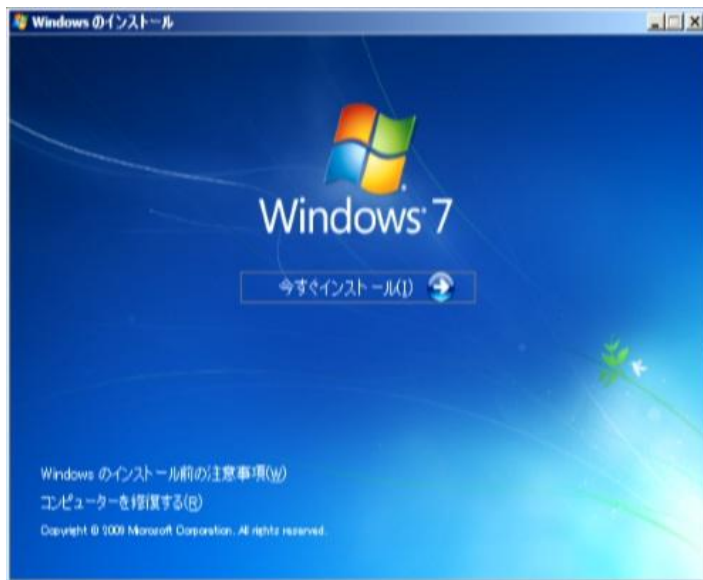 Windows のインストール
Windows 7
今すぐインストール(I)
Windows のインストール前の注意事項(W)
コンピューターを修復する(R)
Copyright © 2009 Microsoft Corporation. All rights reserved.